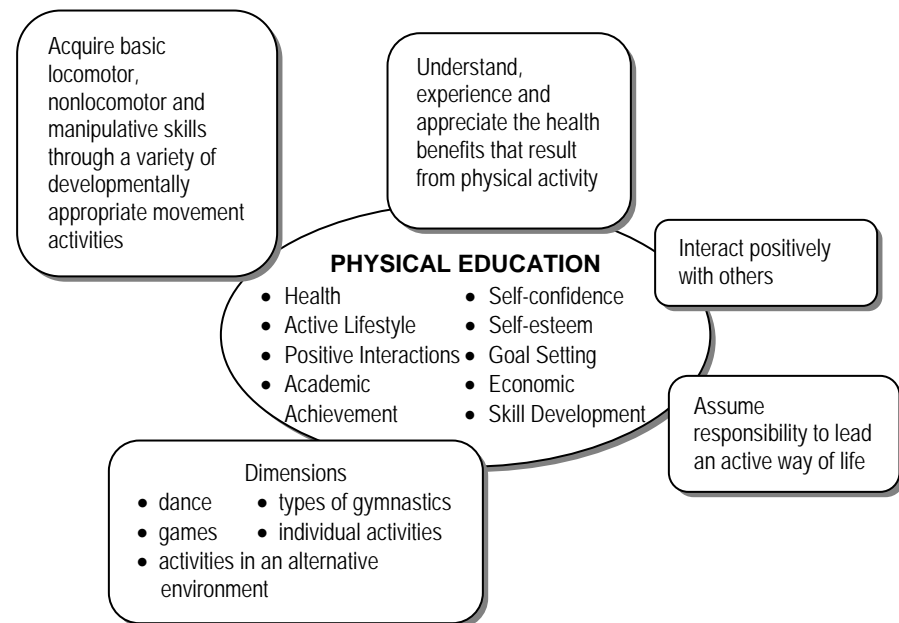 Acquire basic
locomotor,
nonlocomotor and
manipulative skills
through a variety of
developmentally
appropriate movement
activities
Understand,
experience and
appreciate the health
benefits that result
from physical activity
Interact positively
with others
PHYSICAL EDUCATION
• Health
• Active Lifestyle
• Positive Interactions
• Academic
Achievement
• Self-confidence
• Self-esteem
• Goal Setting
• Economic
• Skill Development
Assume
responsibility to lead
an active way of life
Dimensions
• dance • types of gymnastics
• games • individual activities
• activities in an alternative
environment